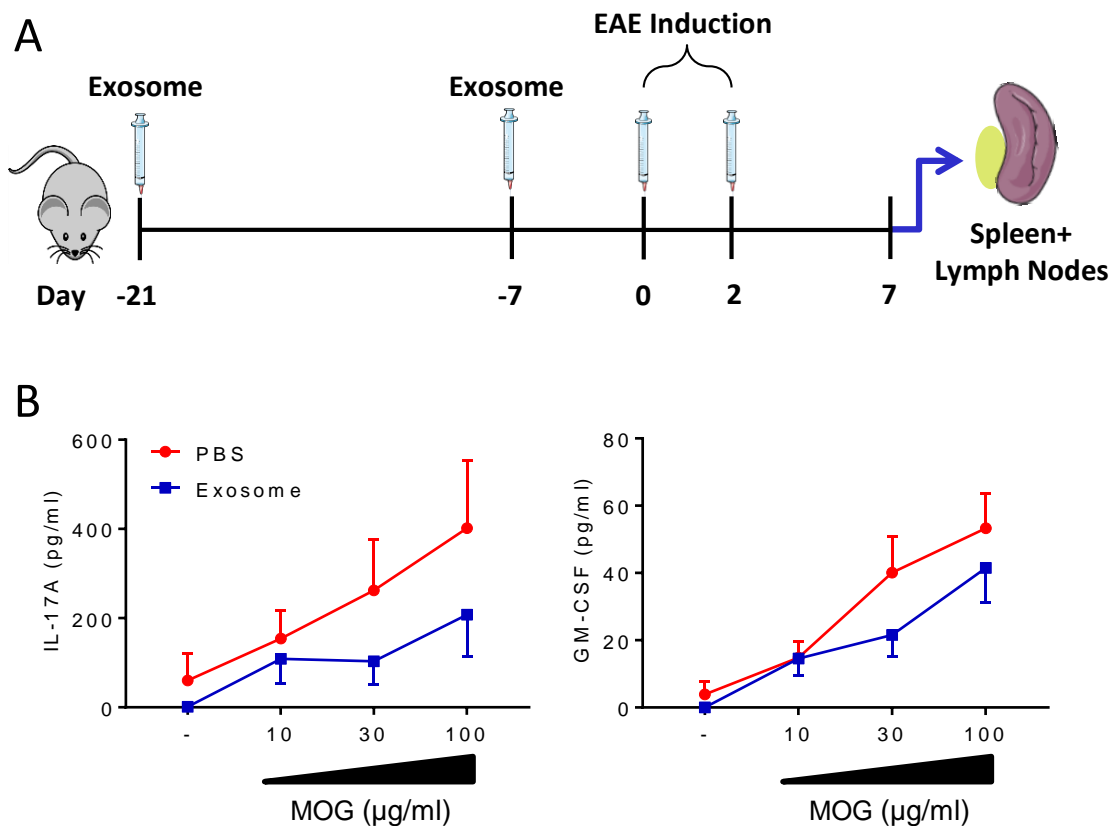 A
EAE Induction
Exosome
Exosome
Day
-21
-7
0
2
7
Spleen+
Lymph Nodes
B
IL-17A (pg/ml)
600
400
200
0
PBS
Exosome
-
10
30
100
MOG (µg/ml)
GM-CSF (pg/ml)
80
60
40
20
0
-
10
30
100
MOG (µg/ml)